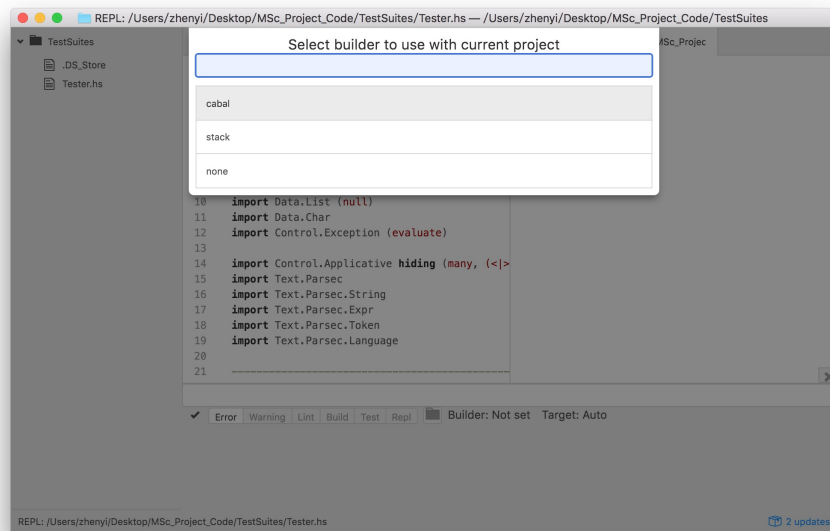 REPL: /Users/zhenyi/Desktop/MSc_Project_Code/TestSuites/Tester.hs — /Users/zhenyi/Desktop/MSc_Project_Code/TestSuites
TestSuites
.DS_Store
Tester.hs
Select builder to use with current project
MSc_Projec
cabal
stack
none
10 import Data.List (null)
11 import Data.Char
12 import Control.Exception (evaluate)
13
14 import Control.Applicative hiding (many, (<|>
15 import Text.Parsec
16 import Text.Parsec.String
17 import Text.Parsec.Expr
18 import Text.Parsec.Token
19 import Text.Parsec.Language
20
21 --------------------------------------------
Error Warning Lint Build Test Repl Builder: Not set Target: Auto
REPL: /Users/zhenyi/Desktop/MSc_Project_Code/TestSuites/Tester.hs 2 updates